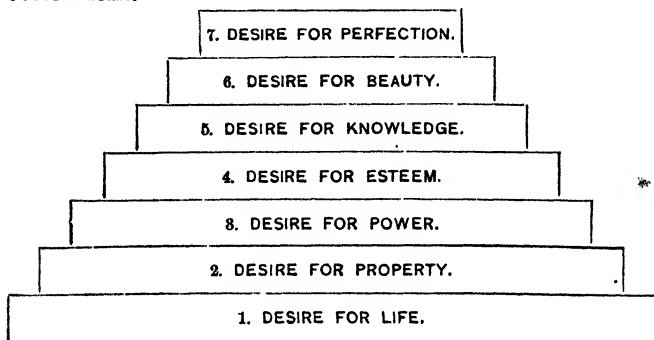 7. DESIRE FOR PERFECTION.
6. DESIRE FOR BEAUTY.
5. DESIRE FOR KNOWLEDGE.
4. DESIRE FOR ESTEEM.
3. DESIRE FOR POWER.
2. DESIRE FOR PROPERTY.
1. DESIRE FOR LIFE.